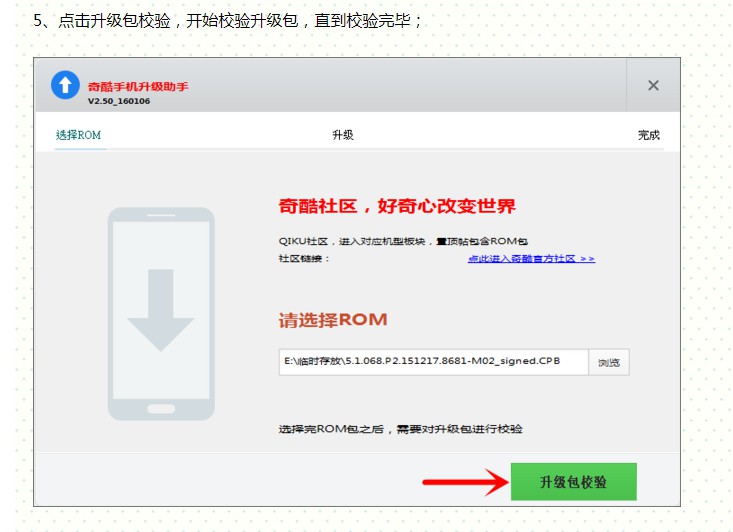 5、点击升级包校验，开始校验升级包，直到校验完毕；
奇酷手机升级助手
V2.50_160106
选择ROM
升级
完成
奇酷社区，好奇心改变世界
QIKU社区，进入对应机型板块，置顶帖包含ROM包
社区链接：
点此进入奇酷官方社区 >>
请选择ROM
E:\临时存放\5.1.068.P2.151217.8681-M02_signed.CPB
浏览
选择完ROM包之后，需要对升级包进行校验
升级包校验